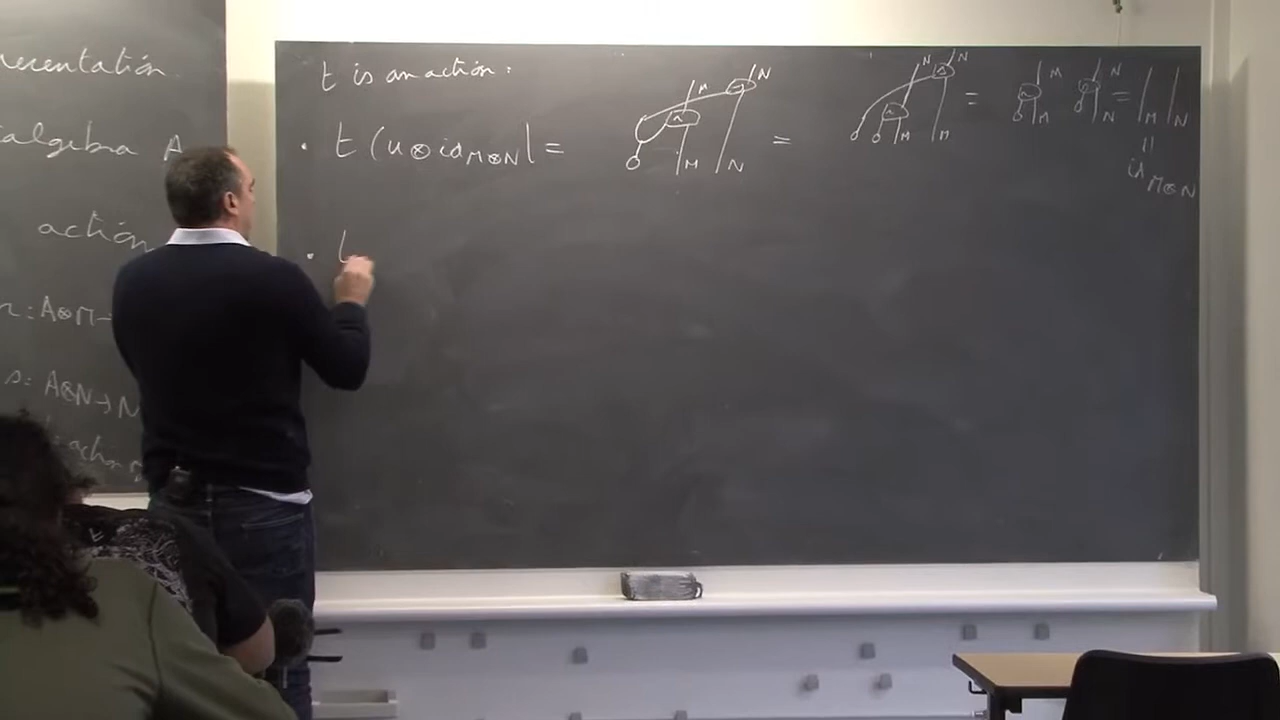 resentation
algebra A
action
r: A⊗M→
s: A⊗N→N
t is an action:
· t (u⊗id_{M⊗N}) =
M N
M N
=
N N
M M
=
M N
M N
=
M N
=
id_{M⊗N}
· t